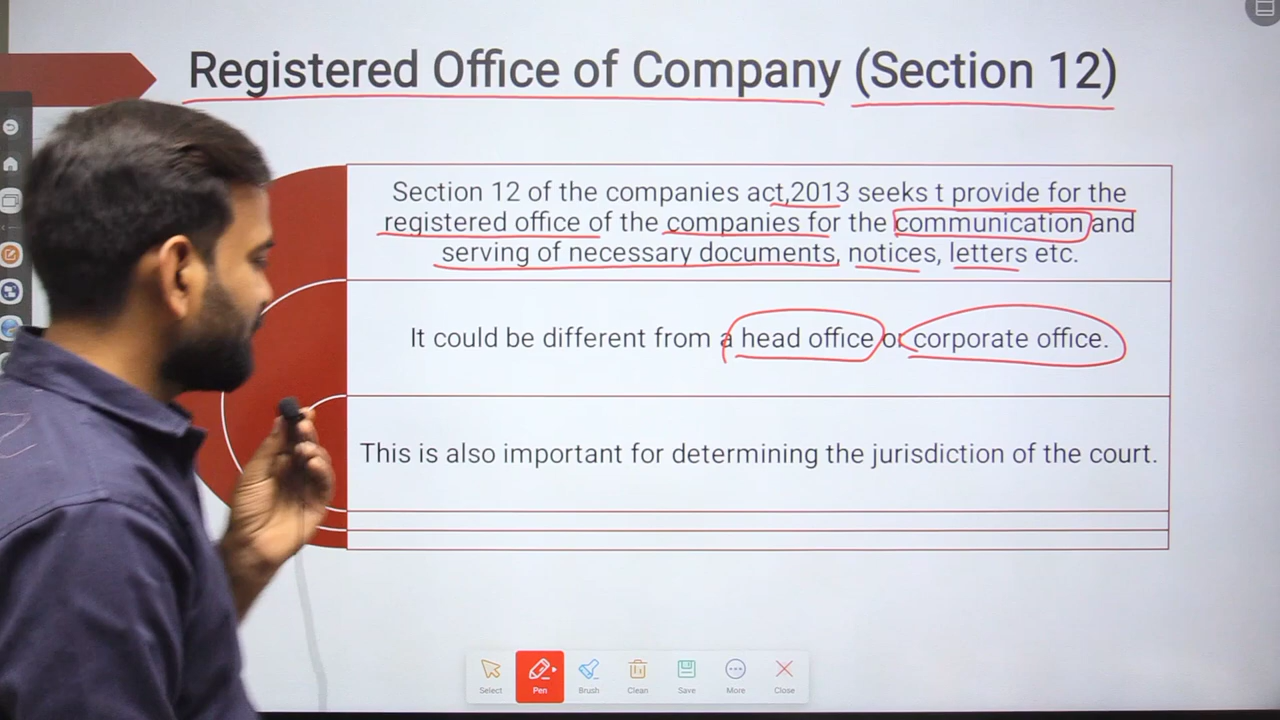 Registered Office of Company (Section 12)
Section 12 of the companies act,2013 seeks t provide for the
registered office of the companies for the communication and
serving of necessary documents, notices, letters etc.
It could be different from a head office or corporate office.
This is also important for determining the jurisdiction of the court.
Select Pen Brush Clean Save More Close